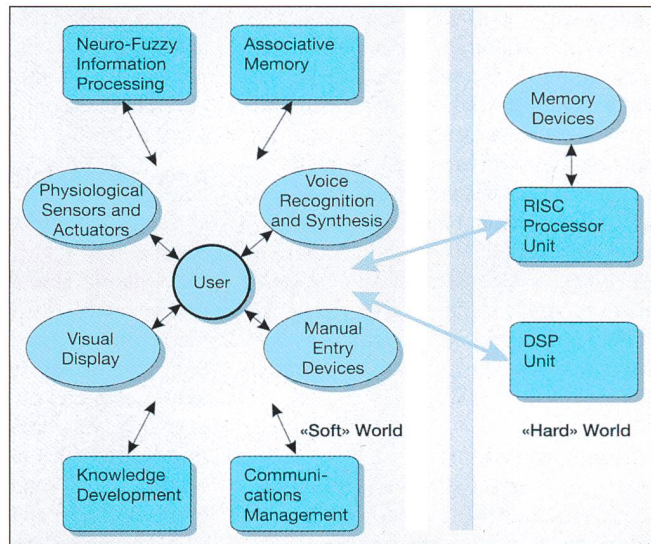 Neuro-Fuzzy
Information
Processing
Associative
Memory
Memory
Devices
Physiological
Sensors and
Actuators
Voice
Recognition
and Synthesis
RISC
Processor
Unit
User
Visual
Display
Manual
Entry
Devices
DSP
Unit
«Soft» World
«Hard» World
Knowledge
Development
Communi-
cations
Management